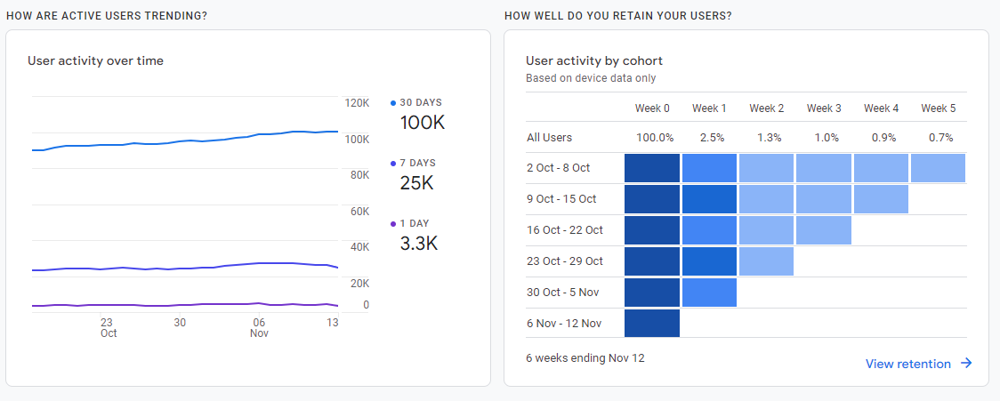 HOW ARE ACTIVE USERS TRENDING?
User activity over time
120K
100K
80K
60K
40K
20K
0
23
Oct
30
06
Nov
13
30 DAYS
100K
7 DAYS
25K
1 DAY
3.3K
HOW WELL DO YOU RETAIN YOUR USERS?
User activity by cohort
Based on device data only
Week 0 Week 1 Week 2 Week 3 Week 4 Week 5
All Users 100.0% 2.5% 1.3% 1.0% 0.9% 0.7%
2 Oct - 8 Oct
9 Oct - 15 Oct
16 Oct - 22 Oct
23 Oct - 29 Oct
30 Oct - 5 Nov
6 Nov - 12 Nov
6 weeks ending Nov 12
View retention